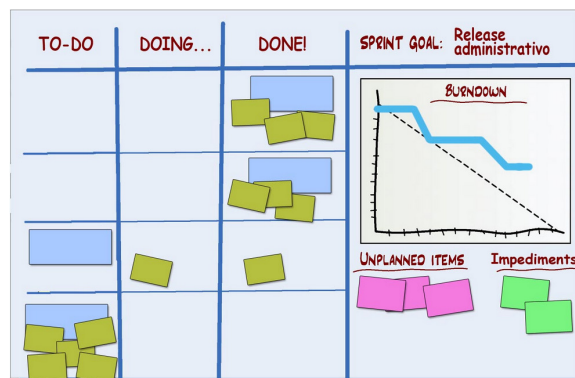 TO-DO
DOING...
DONE!
SPRINT GOAL: Release
administrativo
BURNDOWN
UNPLANNED ITEMS
Impediments